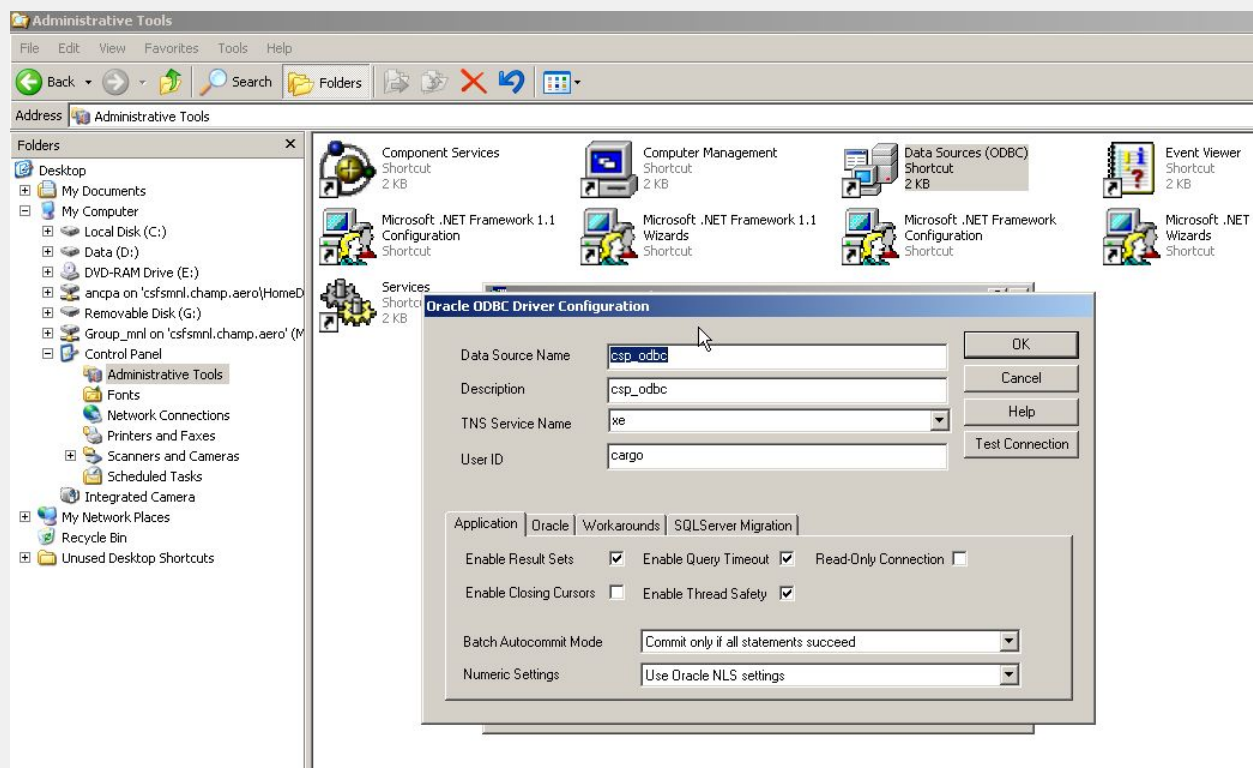 Administrative Tools
File Edit View Favorites Tools Help
Back Search Folders
Address Administrative Tools
Folders
Desktop
My Documents
My Computer
Local Disk (C:)
Data (D:)
DVD-RAM Drive (E:)
ancpa on 'csfsmnl.champ.aero\HomeD
Removable Disk (G:)
Group_mnl on 'csfsmnl.champ.aero' (M
Control Panel
Administrative Tools
Fonts
Network Connections
Printers and Faxes
Scanners and Cameras
Scheduled Tasks
Integrated Camera
My Network Places
Recycle Bin
Unused Desktop Shortcuts
Component Services
Shortcut
2 KB
Computer Management
Shortcut
2 KB
Data Sources (ODBC)
Shortcut
2 KB
Event Viewer
Shortcut
2 KB
Microsoft .NET Framework 1.1
Configuration
Shortcut
Microsoft .NET Framework 1.1
Wizards
Shortcut
Microsoft .NET Framework
Configuration
Shortcut
Microsoft .NET
Wizards
Shortcut
Services
Shortc
2 KB
Oracle ODBC Driver Configuration
Data Source Name csp_odbc
Description csp_odbc
TNS Service Name xe
User ID cargo
OK
Cancel
Help
Test Connection
Application Oracle Workarounds SQLServer Migration
Enable Result Sets Enable Query Timeout Read-Only Connection
Enable Closing Cursors Enable Thread Safety
Batch Autocommit Mode Commit only if all statements succeed
Numeric Settings Use Oracle NLS settings